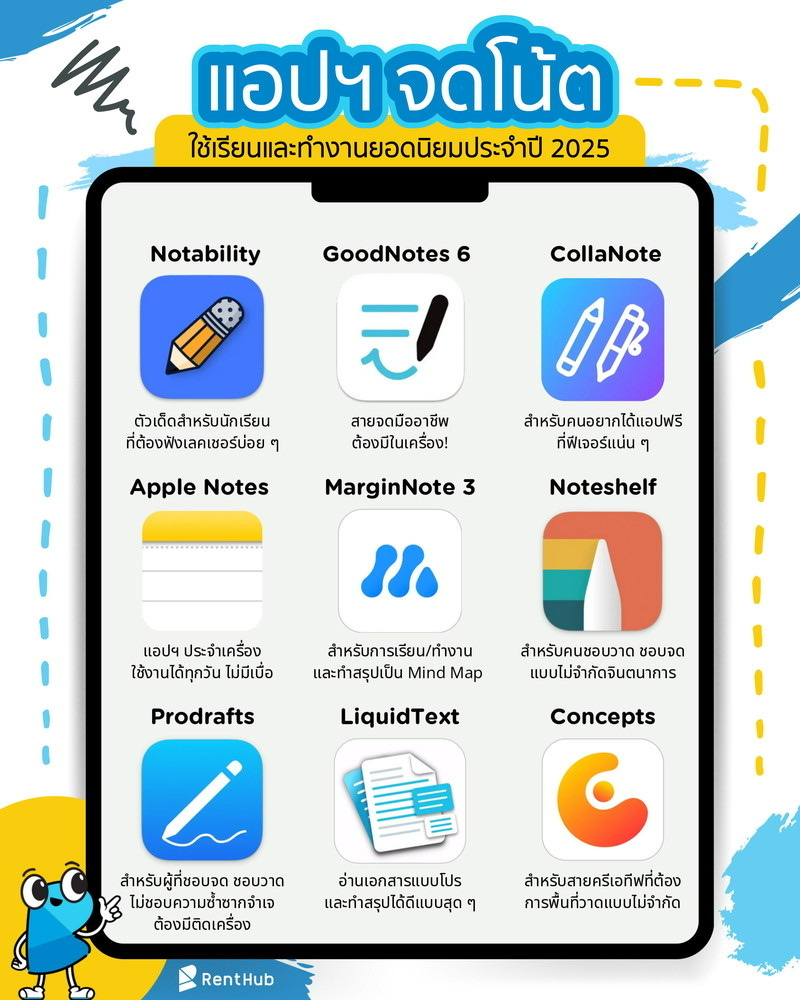 แอปฯ จดโน้ต
ใช้เรียนและทำงานยอดนิยมประจำปี 2025
Notability
ตัวเด็ดสำหรับนักเรียน
ที่ต้องฟังเลคเชอร์บ่อย ๆ
GoodNotes 6
สายจดมืออาชีพ
ต้องมีในเครื่อง!
CollaNote
สำหรับคนอยากได้แอปฟรี
ที่ฟีเจอร์แน่น ๆ
Apple Notes
แอปฯ ประจำเครื่อง
ใช้งานได้ทุกวัน ไม่มีเบื่อ
MarginNote 3
สำหรับการเรียน/ทำงาน
และทำสรุปเป็น Mind Map
Noteshelf
สำหรับคนชอบวาด ชอบจด
แบบไม่จำกัดจินตนาการ
Prodrafts
สำหรับผู้ที่ชอบจด ชอบวาด
ไม่ชอบความซ้ำซากจำเจ
ต้องมีติดเครื่อง
LiquidText
อ่านเอกสารแบบโปร
และทำสรุปได้ดีแบบสุด ๆ
Concepts
สำหรับสายครีเอทีฟที่ต้อง
การพื้นที่วาดแบบไม่จำกัด
RentHub